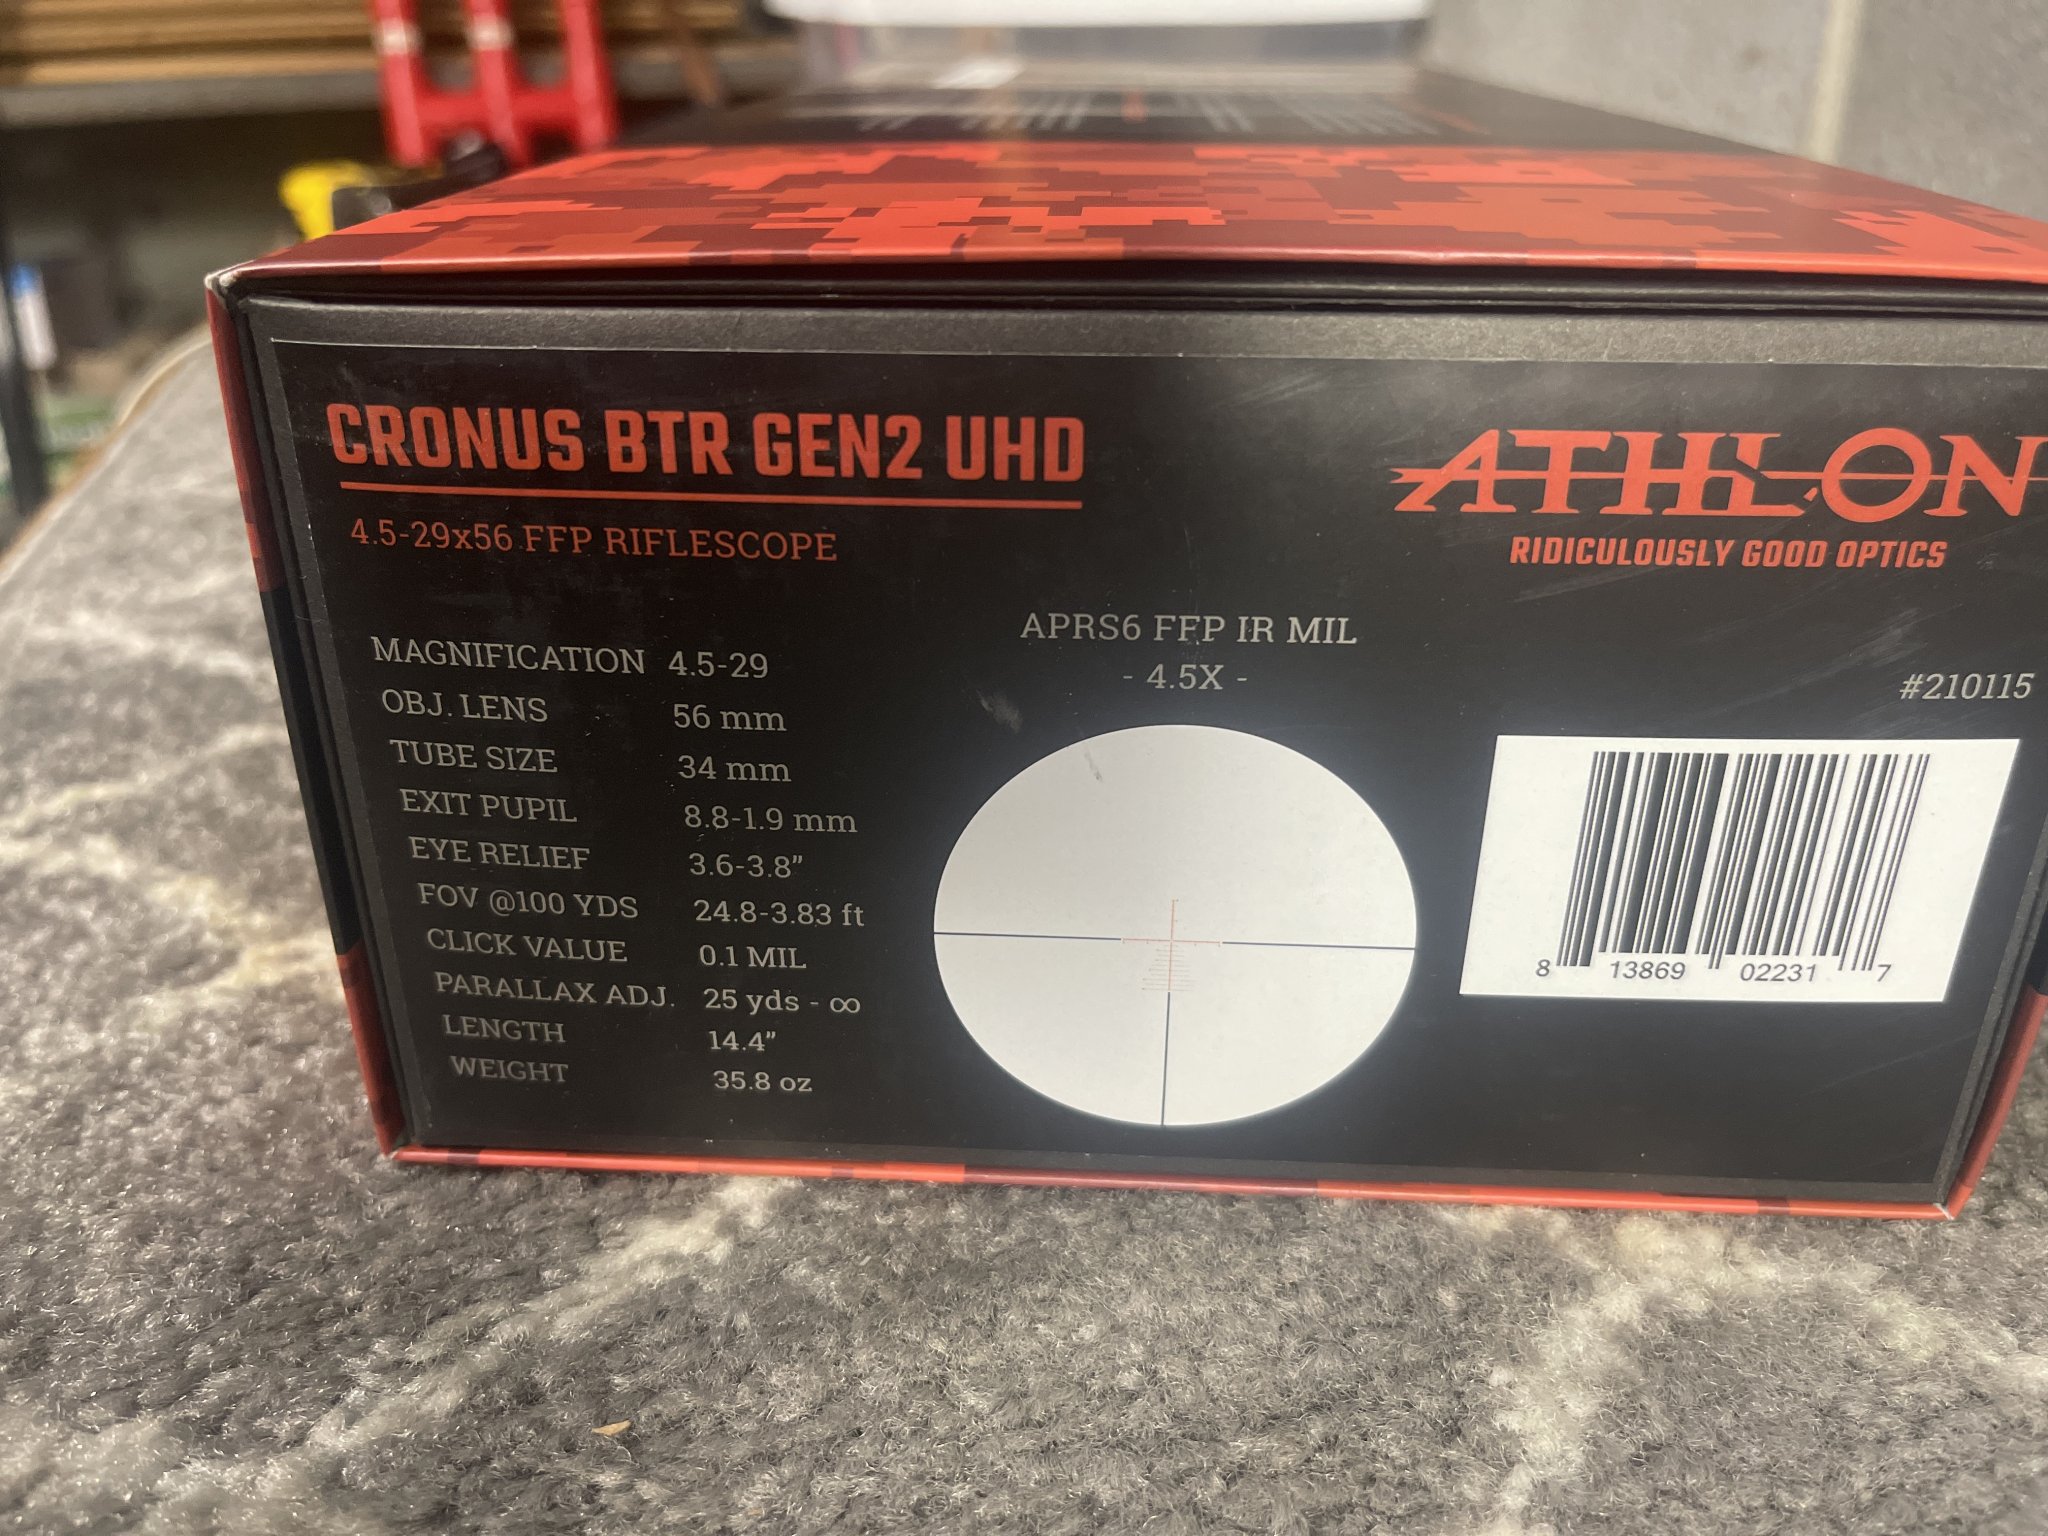 CRONUS BTR GEN2 UHD
4.5-29x56 FFP RIFLESCOPE
ATHLON
RIDICULOUSLY GOOD OPTICS
MAGNIFICATION 4.5-29
OBJ. LENS 56 mm
TUBE SIZE 34 mm
EXIT PUPIL 8.8-1.9 mm
EYE RELIEF 3.6-3.8”
FOV @100 YDS 24.8-3.83 ft
CLICK VALUE 0.1 MIL
PARALLAX ADJ. 25 yds - ∞
LENGTH 14.4”
WEIGHT 35.8 oz
APRS6 FFP IR MIL
- 4.5X -
#210115
8 13869 02231 7